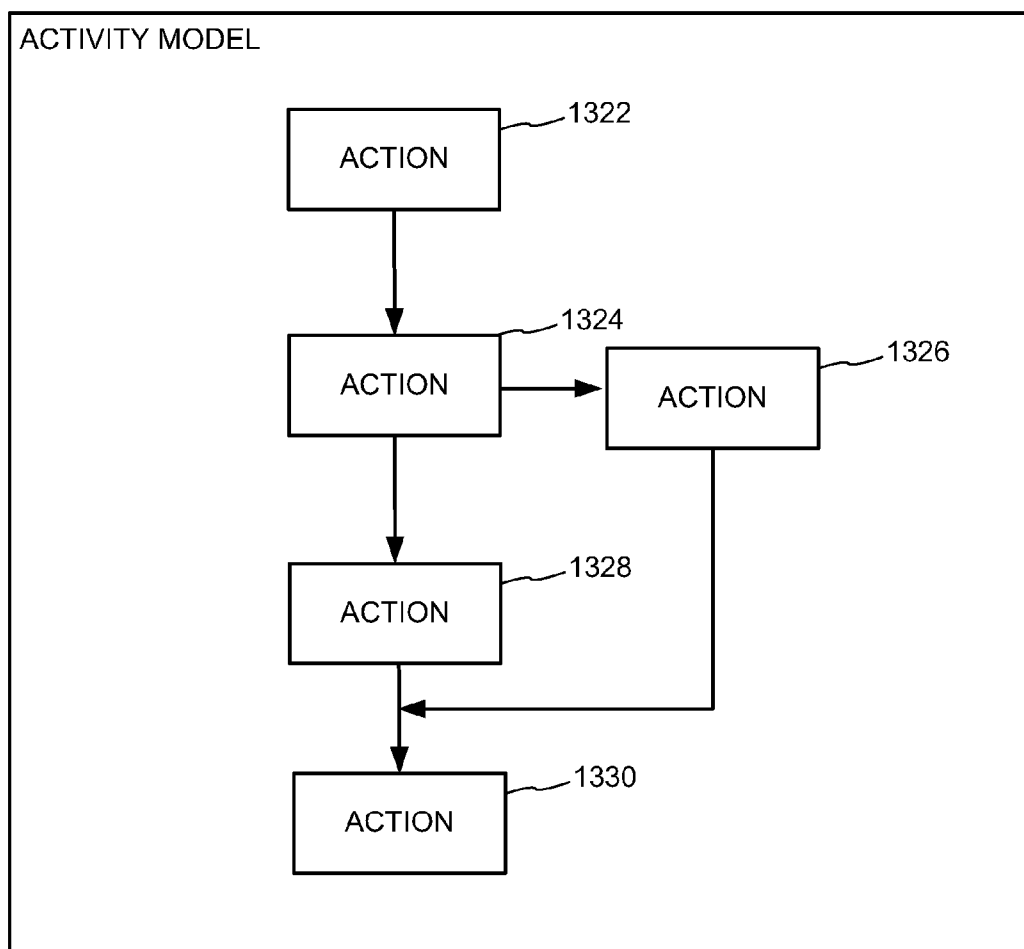 ACTIVITY MODEL
1322
ACTION
1324
ACTION
1326
ACTION
1328
ACTION
1330
ACTION